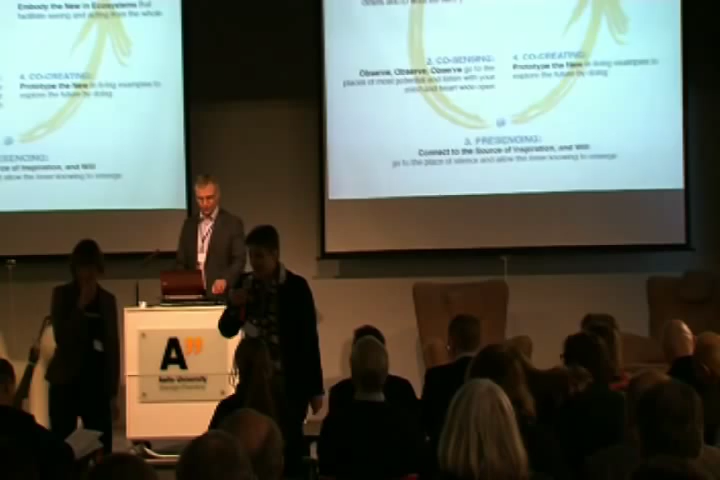 Embody the New in Ecosystems that
facilitate seeing and acting from the whole
4. CO-CREATING:
Prototype the New in living examples to
explore the future by doing
and Will
allow the inner knowing to emerge
2. CO-SENSING:
Observe, Observe, Observe go to the
places of most potential and listen with your
mind and heart wide open
4. CO-CREATING:
Prototype the New in living examples to
explore the future by doing
3. PRESENCING:
Connect to the Source of Inspiration, and Will
go to the place of silence and allow the inner knowing to emerge
A”
Aalto University